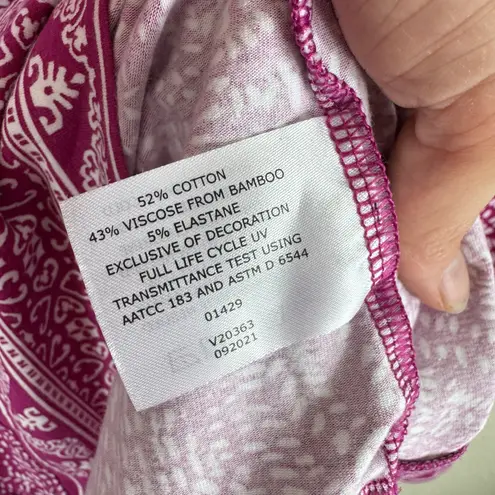 52% COTTON
43% VISCOSE FROM BAMBOO
5% ELASTANE
EXCLUSIVE OF DECORATION
FULL LIFE CYCLE UV
TRANSMITTANCE TEST USING
AATCC 183 AND ASTM D 6544
01429
V20363
092021